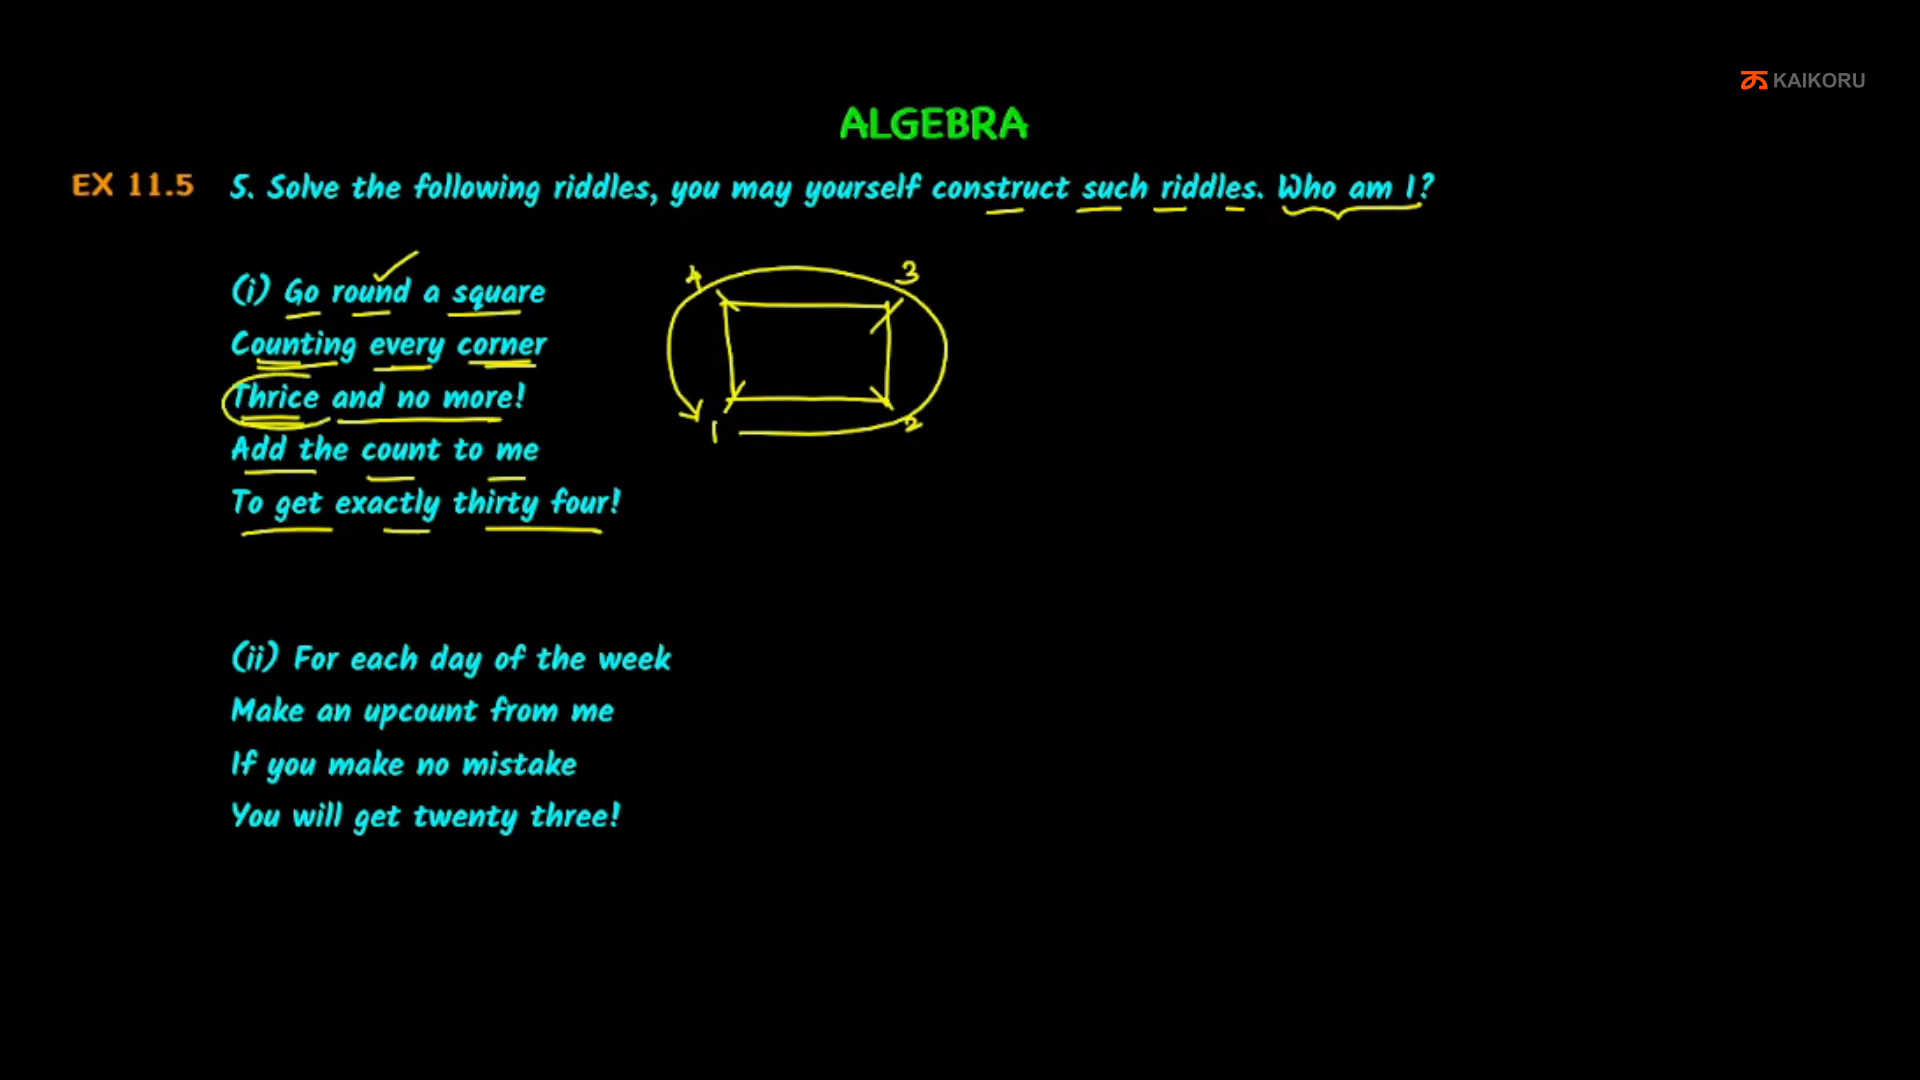 KAIKORU
ALGEBRA
EX 11.5 5. Solve the following riddles, you may yourself construct such riddles. Who am I?
(i) Go round a square
Counting every corner
Thrice and no more!
Add the count to me
To get exactly thirty four!
4 3
1 2
(ii) For each day of the week
Make an upcount from me
If you make no mistake
You will get twenty three!